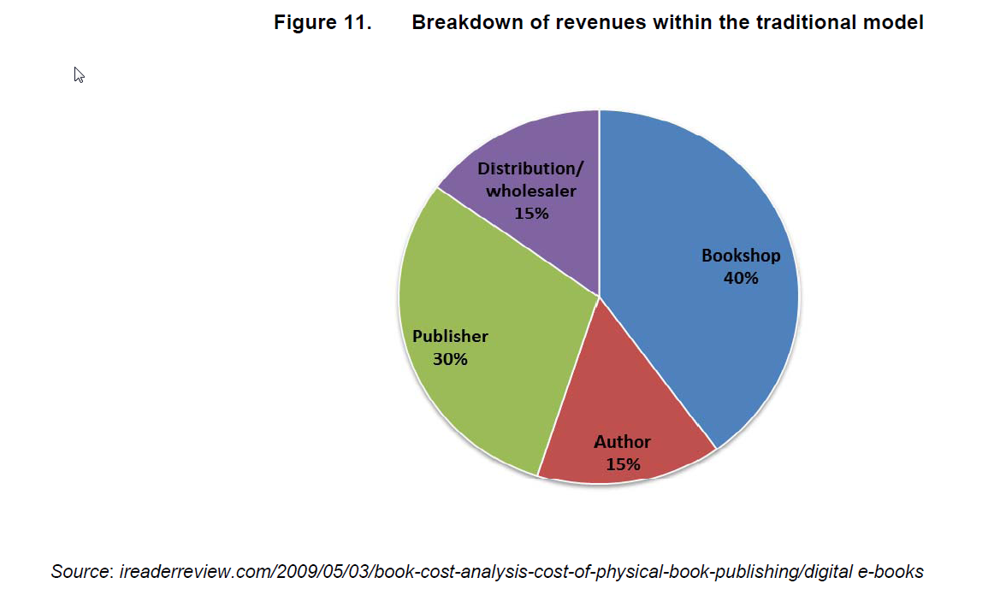 Figure 11. Breakdown of revenues within the traditional model
Distribution/
wholesaler
15%
Bookshop
40%
Publisher
30%
Author
15%
Source: ireaderreview.com/2009/05/03/book-cost-analysis-cost-of-physical-book-publishing/digital e-books